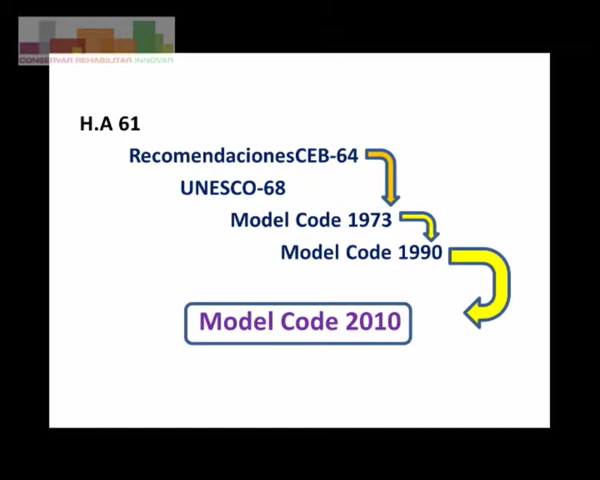 CONSERVAR REHABILITAR INNOVAR
H.A 61
RecomendacionesCEB-64
UNESCO-68
Model Code 1973
Model Code 1990
Model Code 2010